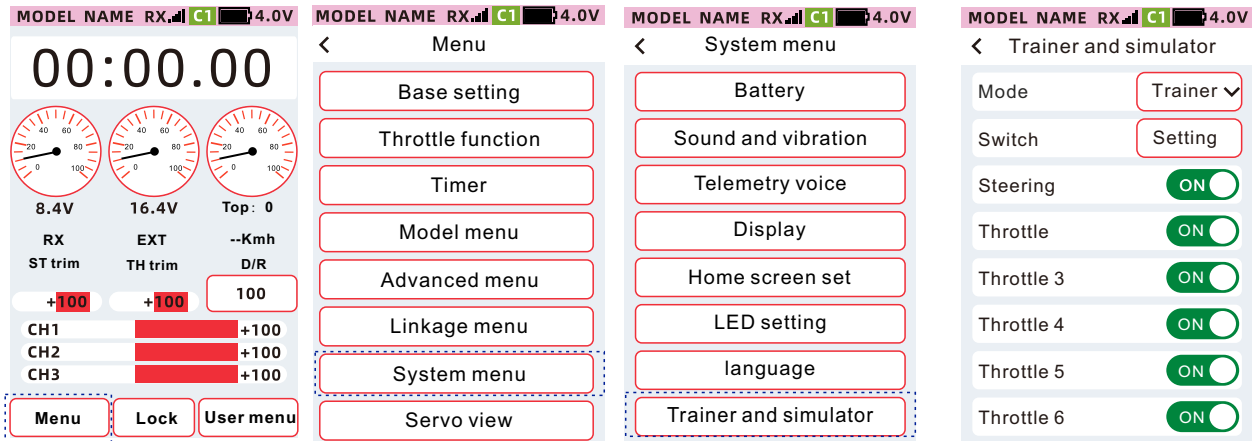 MODEL NAME RX C1 4.0V
00:00.00
20 40 60 80 0 100
20 40 60 80 0 100
20 40 60 80 0 100
8.4V 16.4V Top: 0
RX EXT --Kmh
ST trim TH trim D/R
+100 +100 100
CH1 +100
CH2 +100
CH3 +100
Menu Lock User menu
MODEL NAME RX C1 4.0V
< Menu
Base setting
Throttle function
Timer
Model menu
Advanced menu
Linkage menu
System menu
Servo view
MODEL NAME RX C1 4.0V
< System menu
Battery
Sound and vibration
Telemetry voice
Display
Home screen set
LED setting
language
Trainer and simulator
MODEL NAME RX C1 4.0V
< Trainer and simulator
Mode Trainer
Switch Setting
Steering ON
Throttle ON
Throttle 3 ON
Throttle 4 ON
Throttle 5 ON
Throttle 6 ON